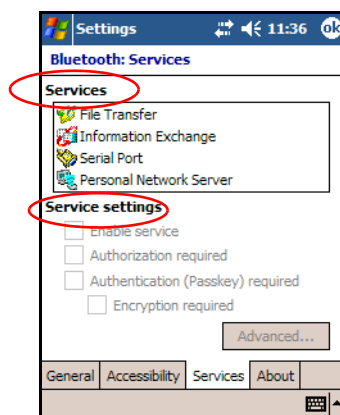 Settings 11:36 ok
Bluetooth: Services
Services
File Transfer
Information Exchange
Serial Port
Personal Network Server
Service settings
Enable service
Authorization required
Authentication (Passkey) required
Encryption required
Advanced...
General Accessibility Services About